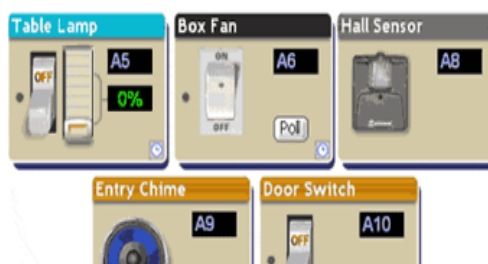 Table Lamp
OFF
A5
0%
Box Fan
ON
OFF
A6
Poll
Hall Sensor
A8
Entry Chime
A9
Door Switch
OFF
A10